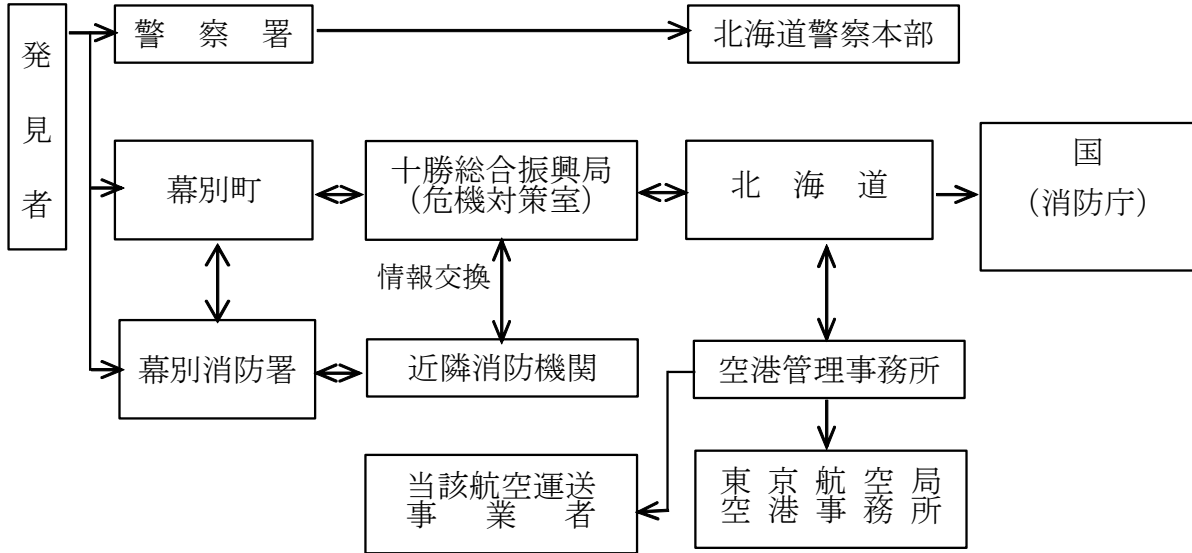 発見者
警察署
北海道警察本部
幕別町
十勝総合振興局
(危機対策室)
北海道
国
(消防庁)
情報交換
幕別消防署
近隣消防機関
空港管理事務所
当該航空運送
事業者
東京航空局
空港事務所